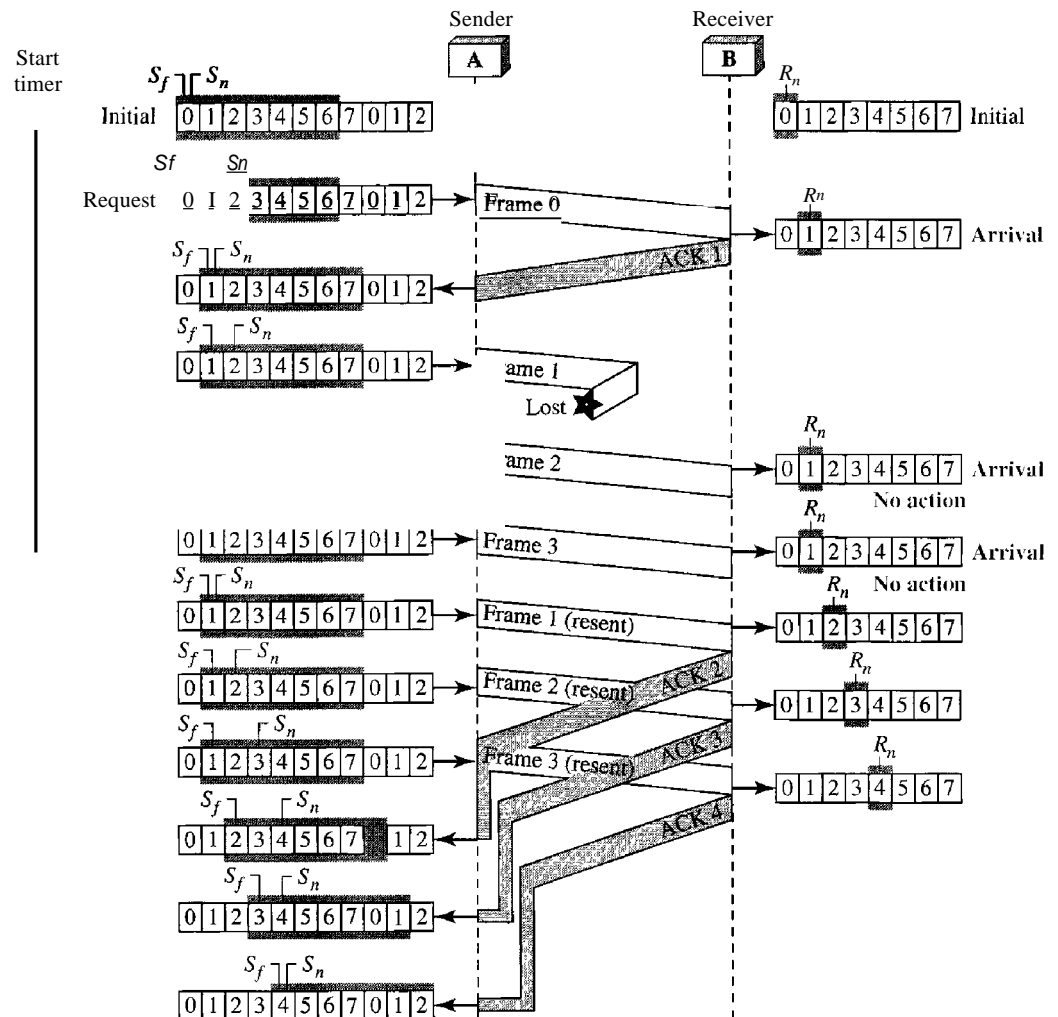 Sender
Receiver
Start
timer
A
B
Sf Sn
Rn
Initial 0 1 2 3 4 5 6 7 0 1 2
0 1 2 3 4 5 6 7 Initial
Sf Sn
Request 0 1 2 3 4 5 6 7 0 1 2
Frame 0
Rn
0 1 2 3 4 5 6 7 Arrival
ACK 1
Sf Sn
0 1 2 3 4 5 6 7 0 1 2
Sf Sn
0 1 2 3 4 5 6 7 0 1 2
ame 1
Lost
ame 2
Rn
0 1 2 3 4 5 6 7 Arrival
No action
0 1 2 3 4 5 6 7 0 1 2
Frame 3
Rn
0 1 2 3 4 5 6 7 Arrival
No action
Sf Sn
0 1 2 3 4 5 6 7 0 1 2
Frame 1 (resent)
Rn
0 1 2 3 4 5 6 7
ACK 2
Sf Sn
0 1 2 3 4 5 6 7 0 1 2
Frame 2 (resent)
Rn
0 1 2 3 4 5 6 7
ACK 3
Sf Sn
0 1 2 3 4 5 6 7 0 1 2
Frame 3 (resent)
Rn
0 1 2 3 4 5 6 7
ACK 4
Sf Sn
0 1 2 3 4 5 6 7 1 2
Sf Sn
0 1 2 3 4 5 6 7 0 1 2
Sf Sn
0 1 2 3 4 5 6 7 0 1 2